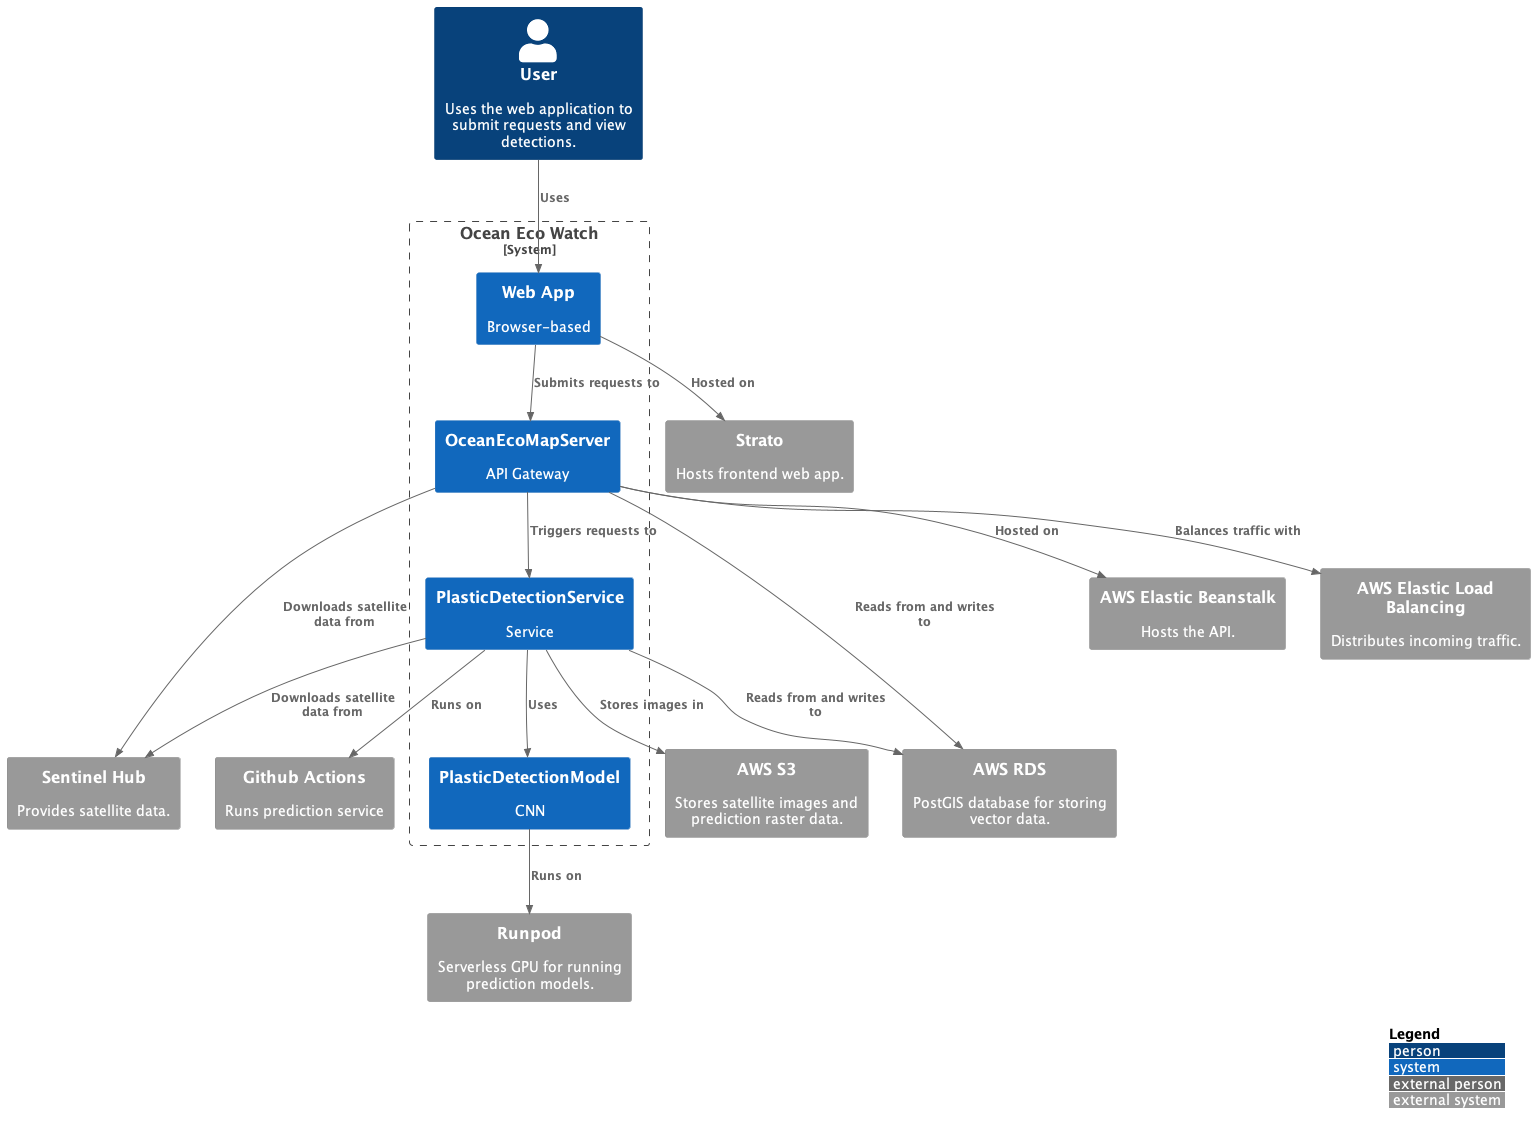 User
Uses the web application to
submit requests and view
detections.
Uses
Ocean Eco Watch
[System]
Web App
Browser-based
Submits requests to
Hosted on
OceanEcoMapServer
API Gateway
Strato
Hosts frontend web app.
Triggers requests to
Hosted on
Balances traffic with
Downloads satellite
data from
Reads from and writes
to
PlasticDetectionService
Service
AWS Elastic Beanstalk
Hosts the API.
AWS Elastic Load
Balancing
Distributes incoming traffic.
Downloads satellite
data from
Runs on
Uses
Stores images in
Reads from and writes
to
Sentinel Hub
Provides satellite data.
Github Actions
Runs prediction service
PlasticDetectionModel
CNN
AWS S3
Stores satellite images and
prediction raster data.
AWS RDS
PostGIS database for storing
vector data.
Runs on
Runpod
Serverless GPU for running
prediction models.
Legend
person
system
external person
external system